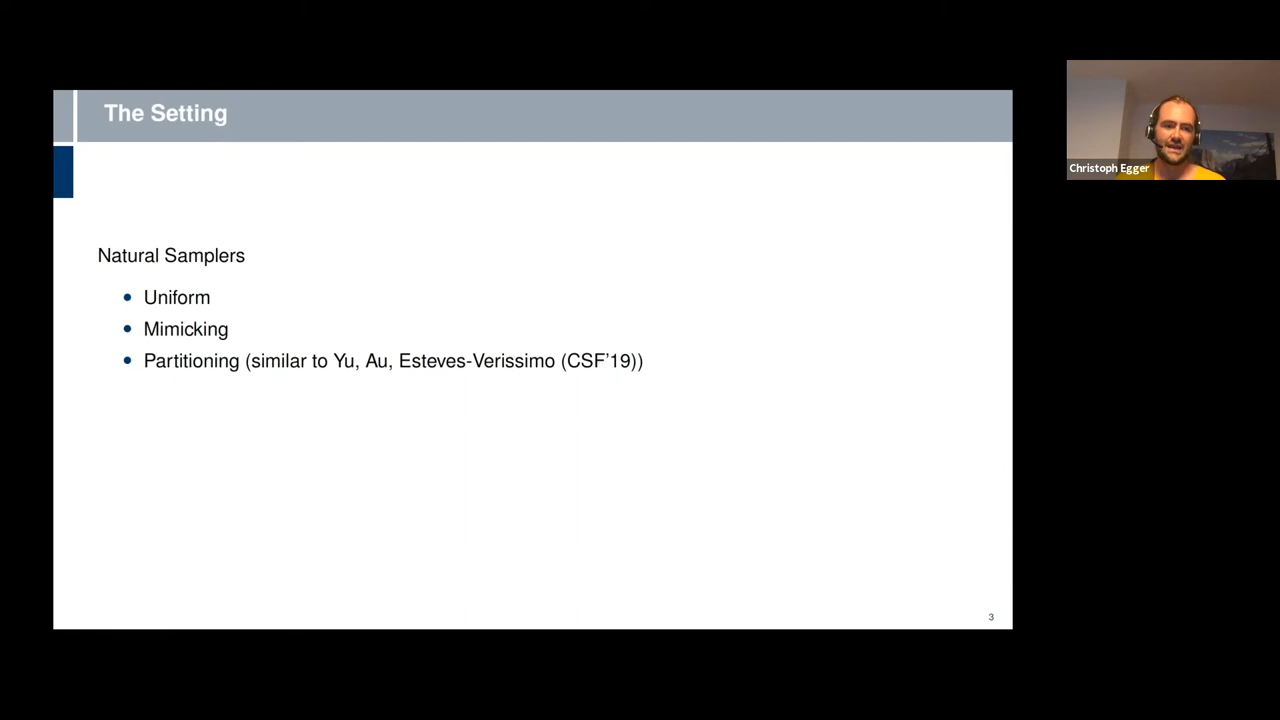 The Setting
Christoph Egger
Natural Samplers
• Uniform
• Mimicking
• Partitioning (similar to Yu, Au, Esteves-Verissimo (CSF'19))
3